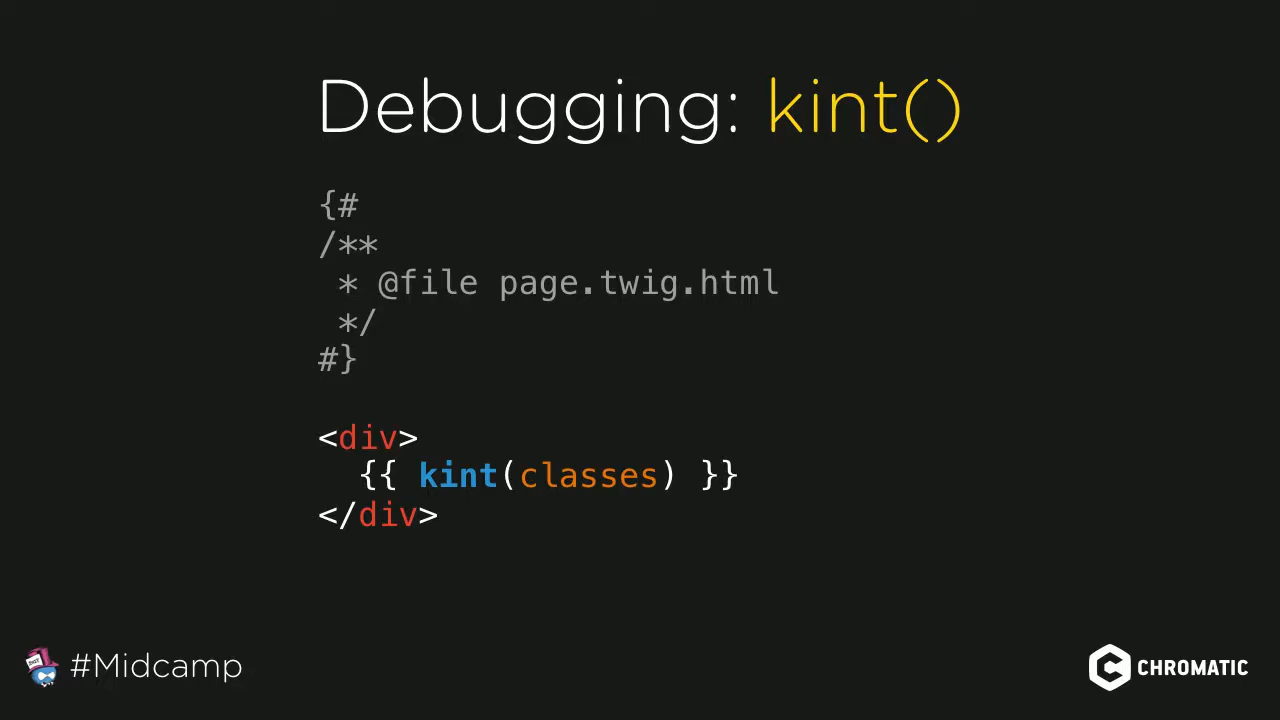 Debugging: kint()
{#
/**
 * @file page.twig.html
 */
#}
<div>
  {{ kint(classes) }}
</div>
#Midcamp
CHROMATIC